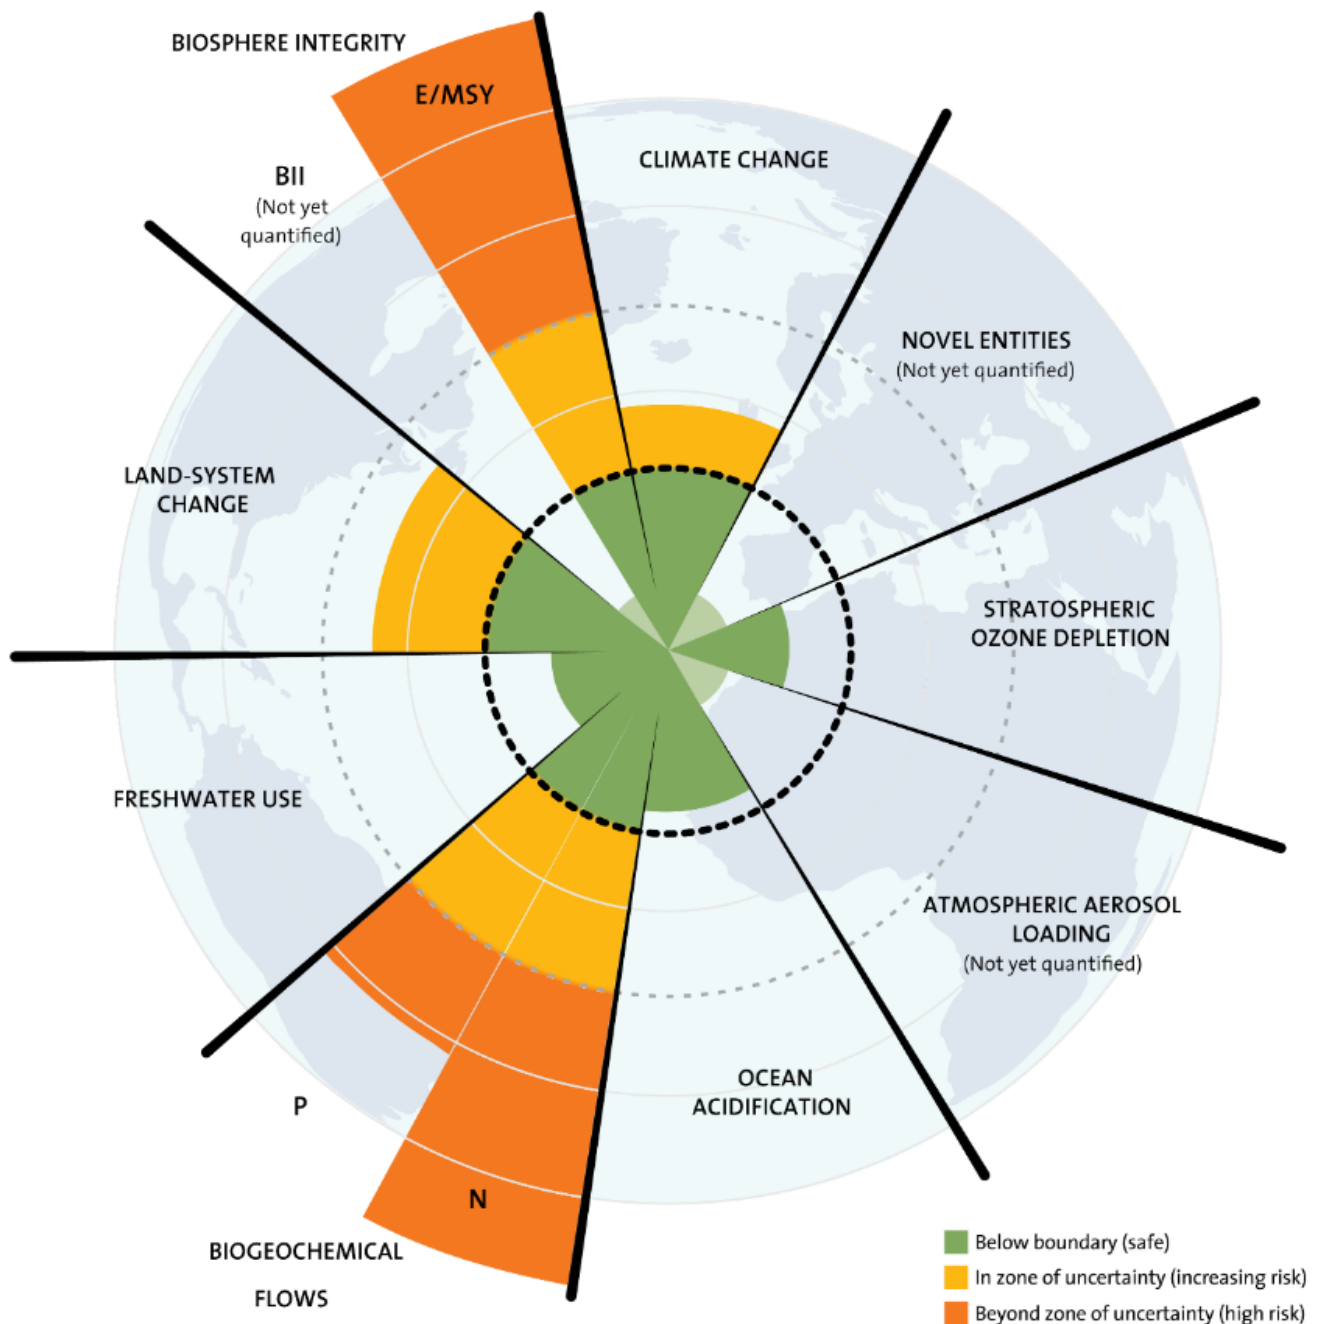 BIOSPHERE INTEGRITY
E/MSY
BII
(Not yet
quantified)
CLIMATE CHANGE
NOVEL ENTITIES
(Not yet quantified)
LAND-SYSTEM
CHANGE
STRATOSPHERIC
OZONE DEPLETION
FRESHWATER USE
ATMOSPHERIC AEROSOL
LOADING
(Not yet quantified)
OCEAN
ACIDIFICATION
P
N
BIOGEOCHEMICAL
FLOWS
Below boundary (safe)
In zone of uncertainty (increasing risk)
Beyond zone of uncertainty (high risk)